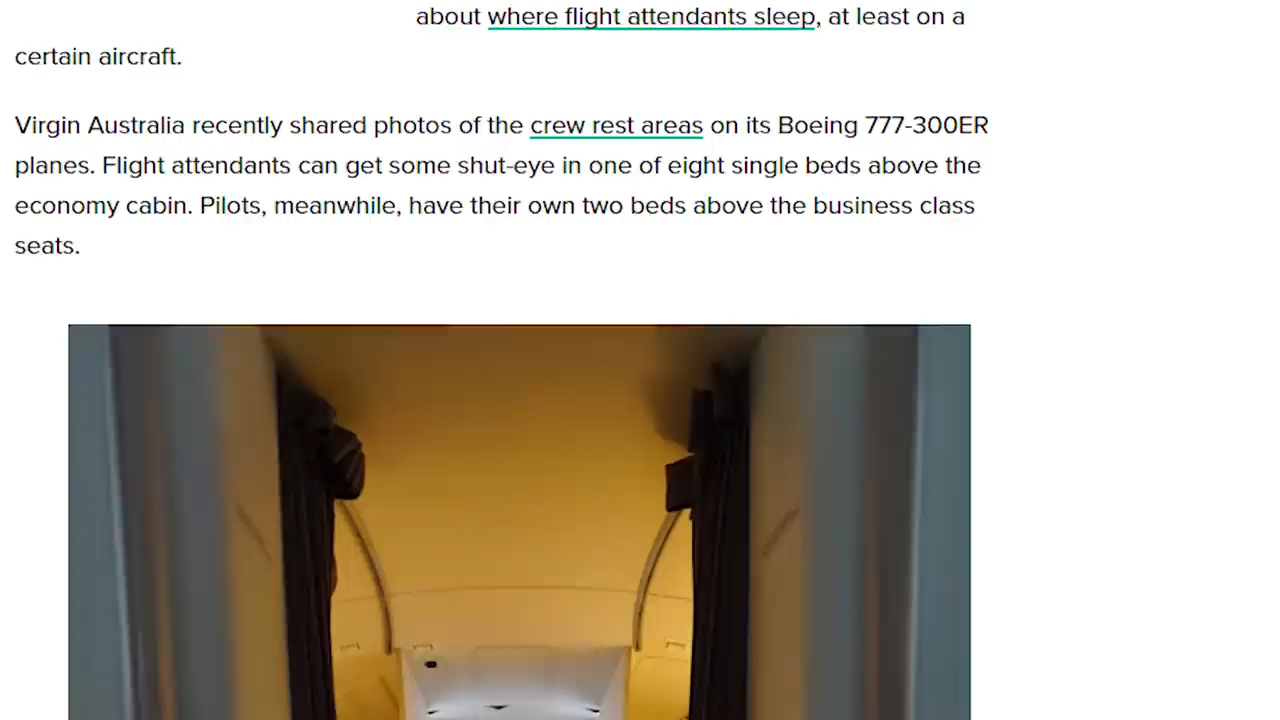 about where flight attendants sleep, at least on a
certain aircraft.
Virgin Australia recently shared photos of the crew rest areas on its Boeing 777-300ER
planes. Flight attendants can get some shut-eye in one of eight single beds above the
economy cabin. Pilots, meanwhile, have their own two beds above the business class
seats.